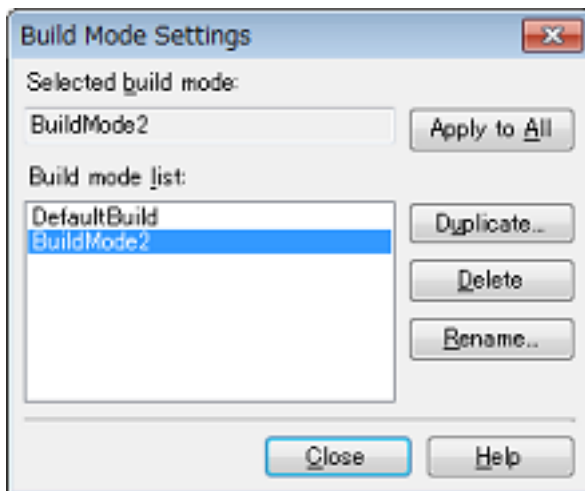 Build Mode Settings
Selected build mode:
BuildMode2
Apply to All
Build mode list:
DefaultBuild
BuildMode2
Duplicate...
Delete
Rename...
Close
Help